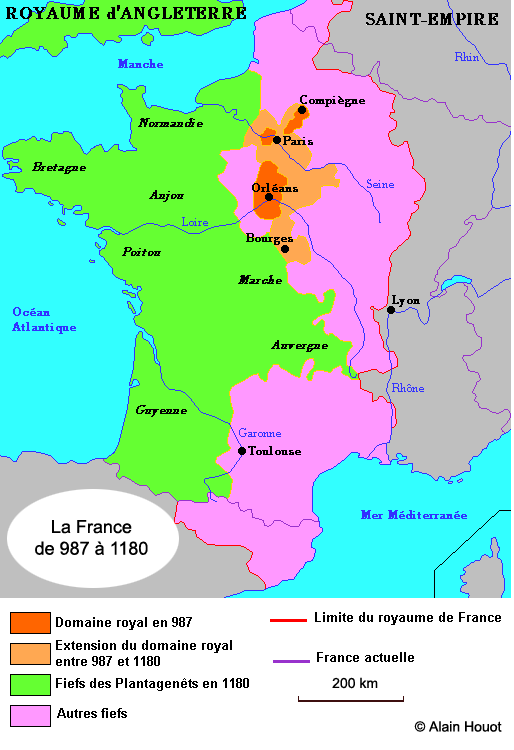 ROYAUME d'ANGLETERRE
SAINT-EMPIRE
Manche
Rhin
Compiègne
Normandie
Paris
Bretagne
Orléans
Seine
Anjou
Loire
Bourges
Poitou
Marche
Océan
Atlantique
Lyon
Auvergne
Rhône
Guyenne
Garonne
Toulouse
Mer Méditerranée
La France
de 987 à 1180
Domaine royal en 987
Limite du royaume de France
Extension du domaine royal
entre 987 et 1180
France actuelle
Fiefs des Plantagenêts en 1180
200 km
Autres fiefs
© Alain Houot